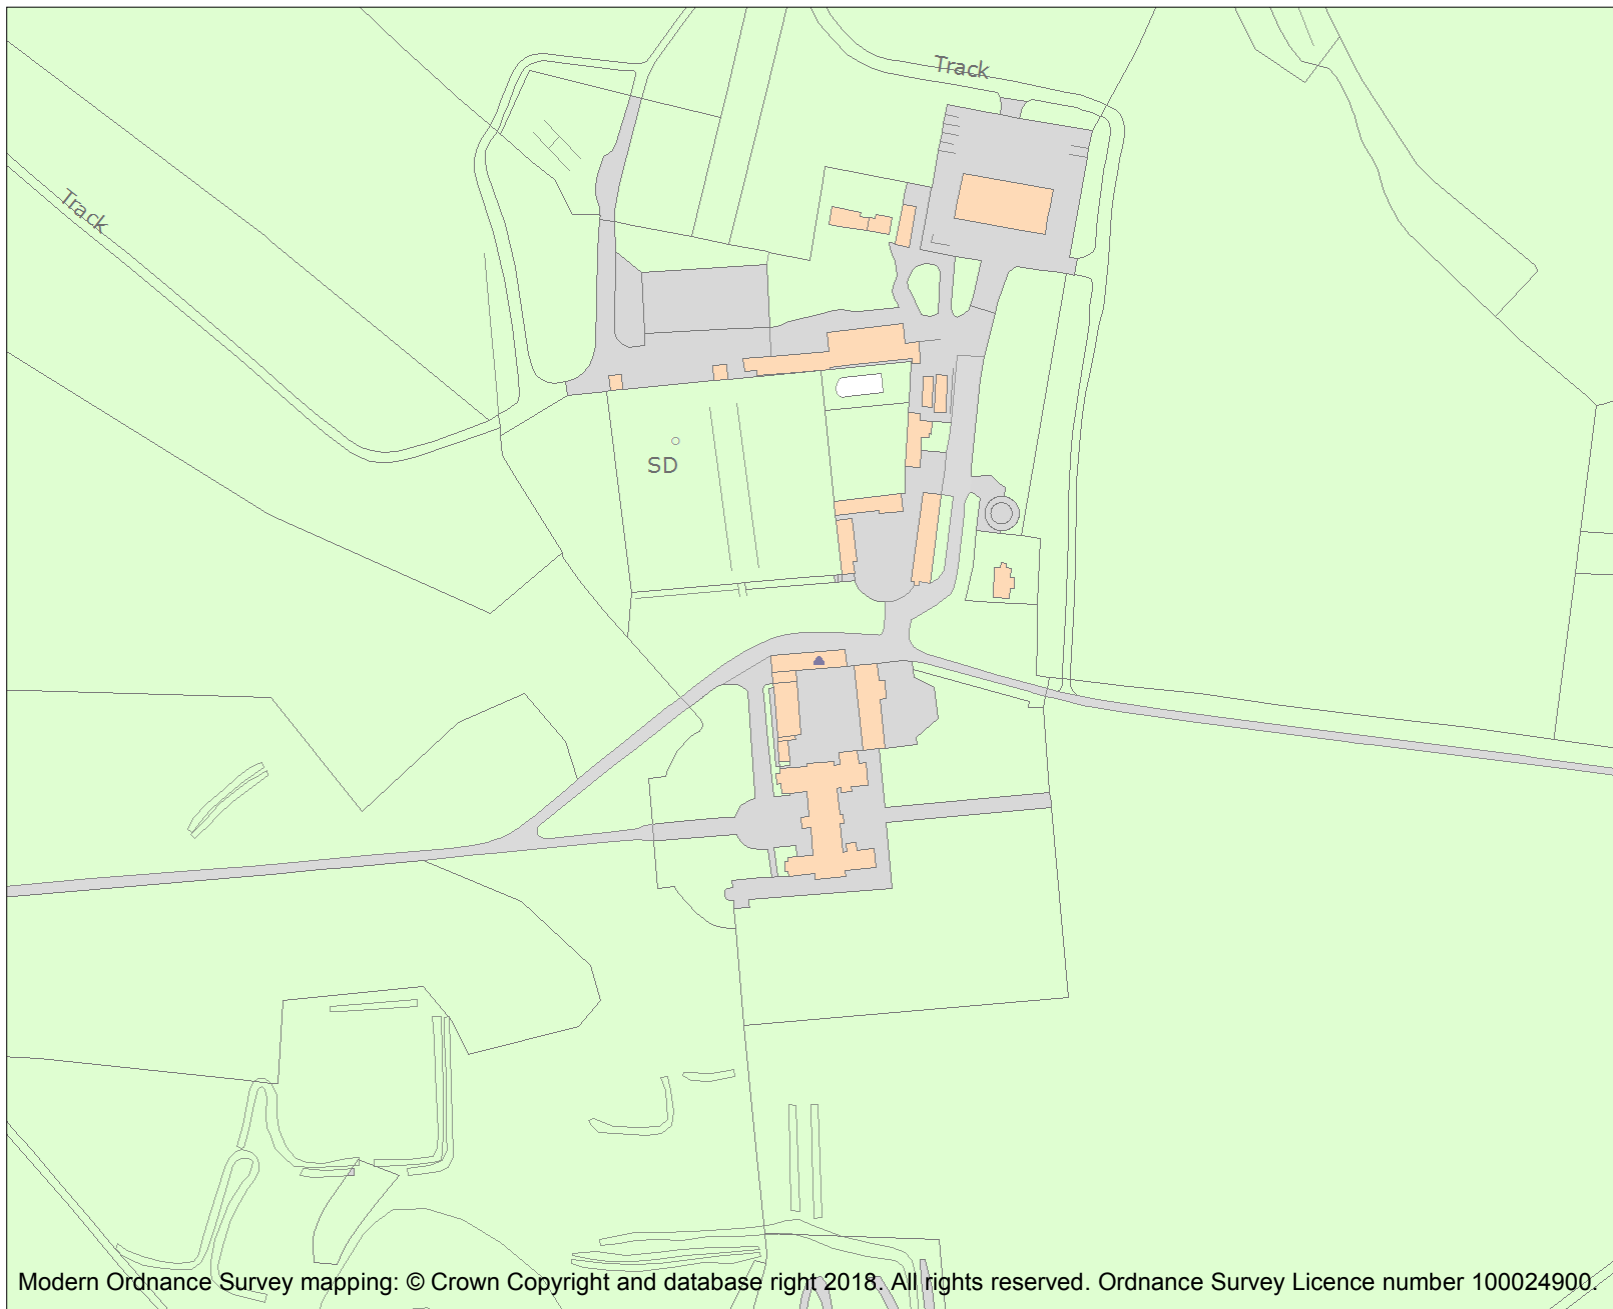 Track
Track
SD
Modern Ordnance Survey mapping: © Crown Copyright and database right 2018. All rights reserved. Ordnance Survey Licence number 100024900.